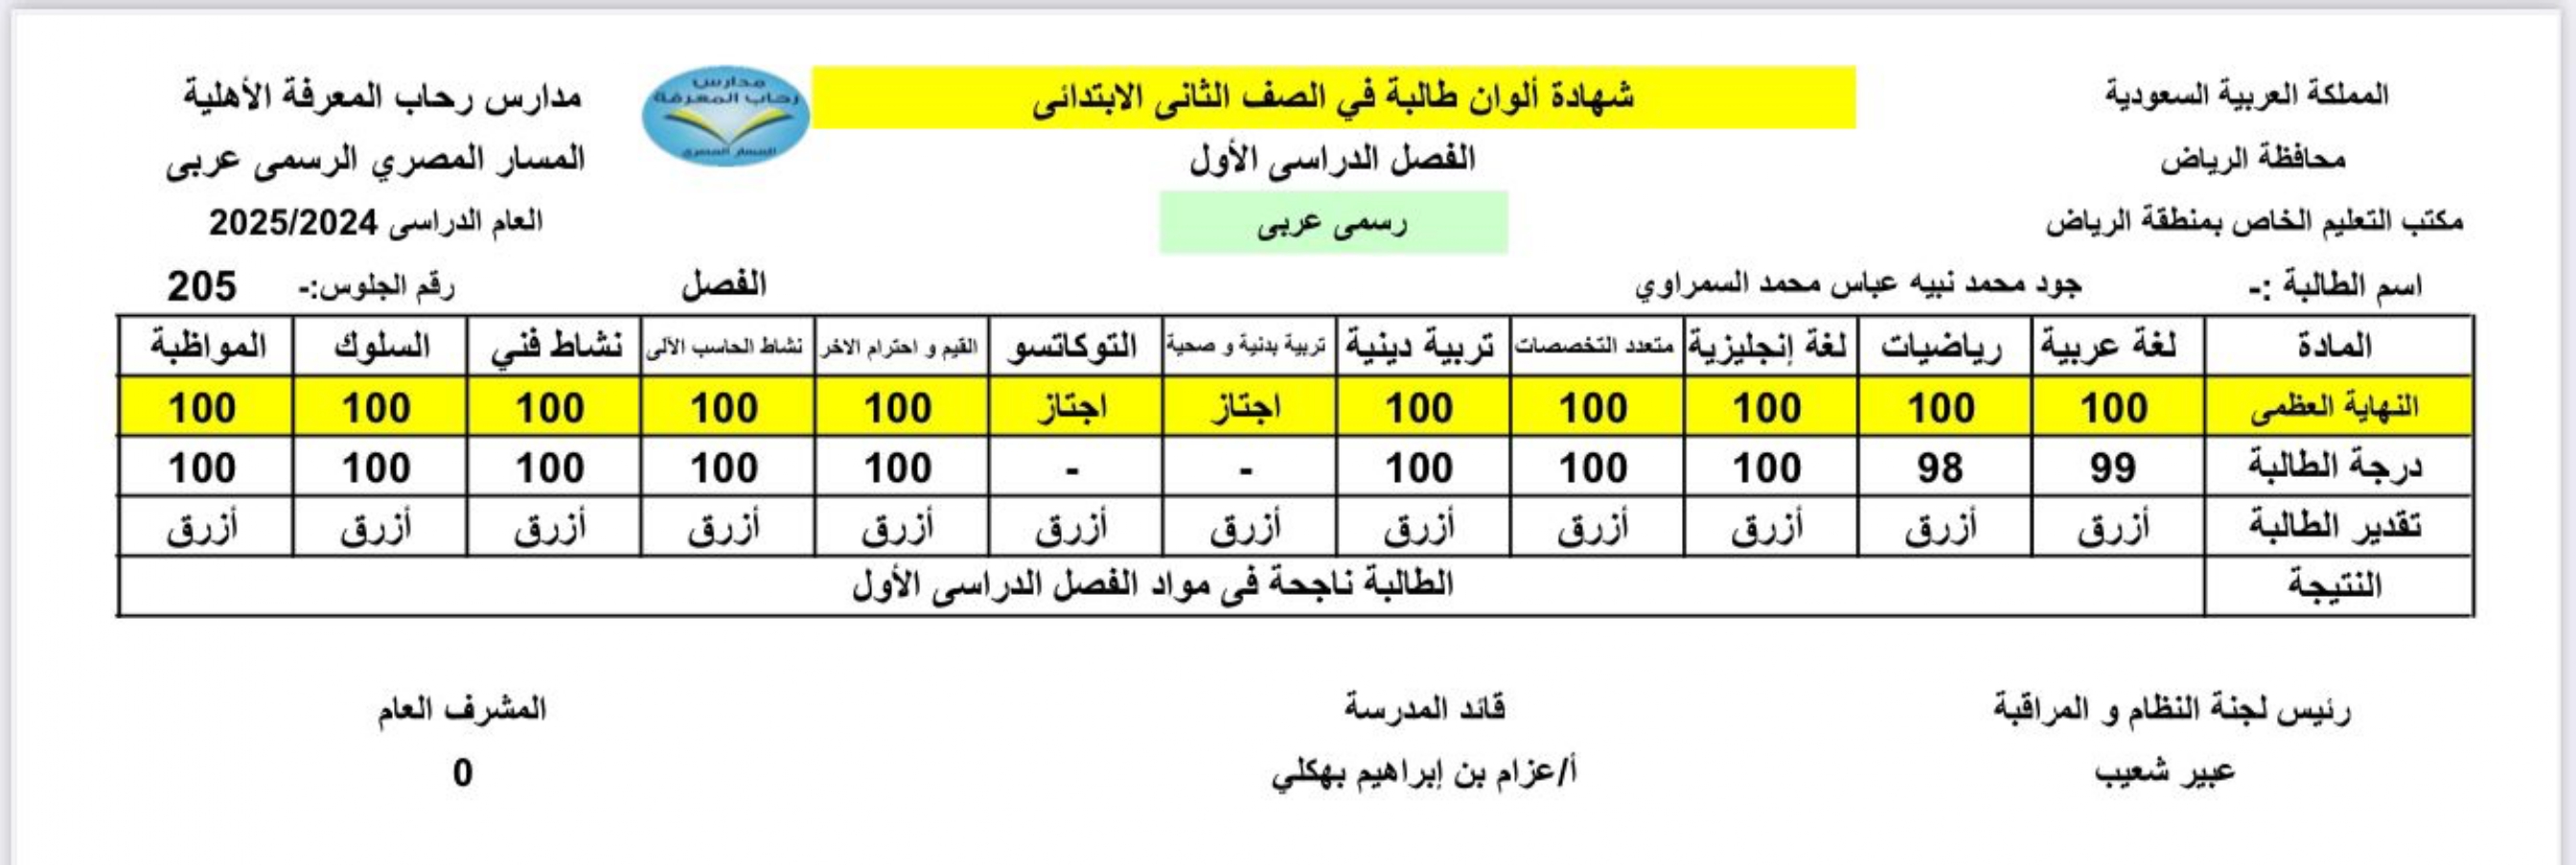 المملكة العربية السعودية
شهادة ألوان طالبة في الصف الثانى الابتدائى
مدارس رحاب المعرفة
المسار المصري
مدارس رحاب المعرفة الأهلية
محافظة الرياض
الفصل الدراسى الأول
المسار المصري الرسمى عربى
مكتب التعليم الخاص بمنطقة الرياض
رسمى عربى
العام الدراسى 2025/2024
اسم الطالبة :- جود محمد نبيه عباس محمد السمراوي الفصل رقم الجلوس:- 205
المادة لغة عربية رياضيات لغة إنجليزية متعدد التخصصات تربية دينية تربية بدنية و صحية التوكاتسو القيم و احترام الاخر نشاط الحاسب الآلى نشاط فني السلوك المواظبة
النهاية العظمى 100 100 100 100 100 اجتاز اجتاز 100 100 100 100 100
درجة الطالبة 99 98 100 100 100 - - 100 100 100 100 100
تقدير الطالبة أزرق أزرق أزرق أزرق أزرق أزرق أزرق أزرق أزرق أزرق أزرق أزرق
النتيجة الطالبة ناجحة فى مواد الفصل الدراسى الأول
رئيس لجنة النظام و المراقبة قائد المدرسة المشرف العام
عبير شعيب أ/عزام بن إبراهيم بهكلي 0